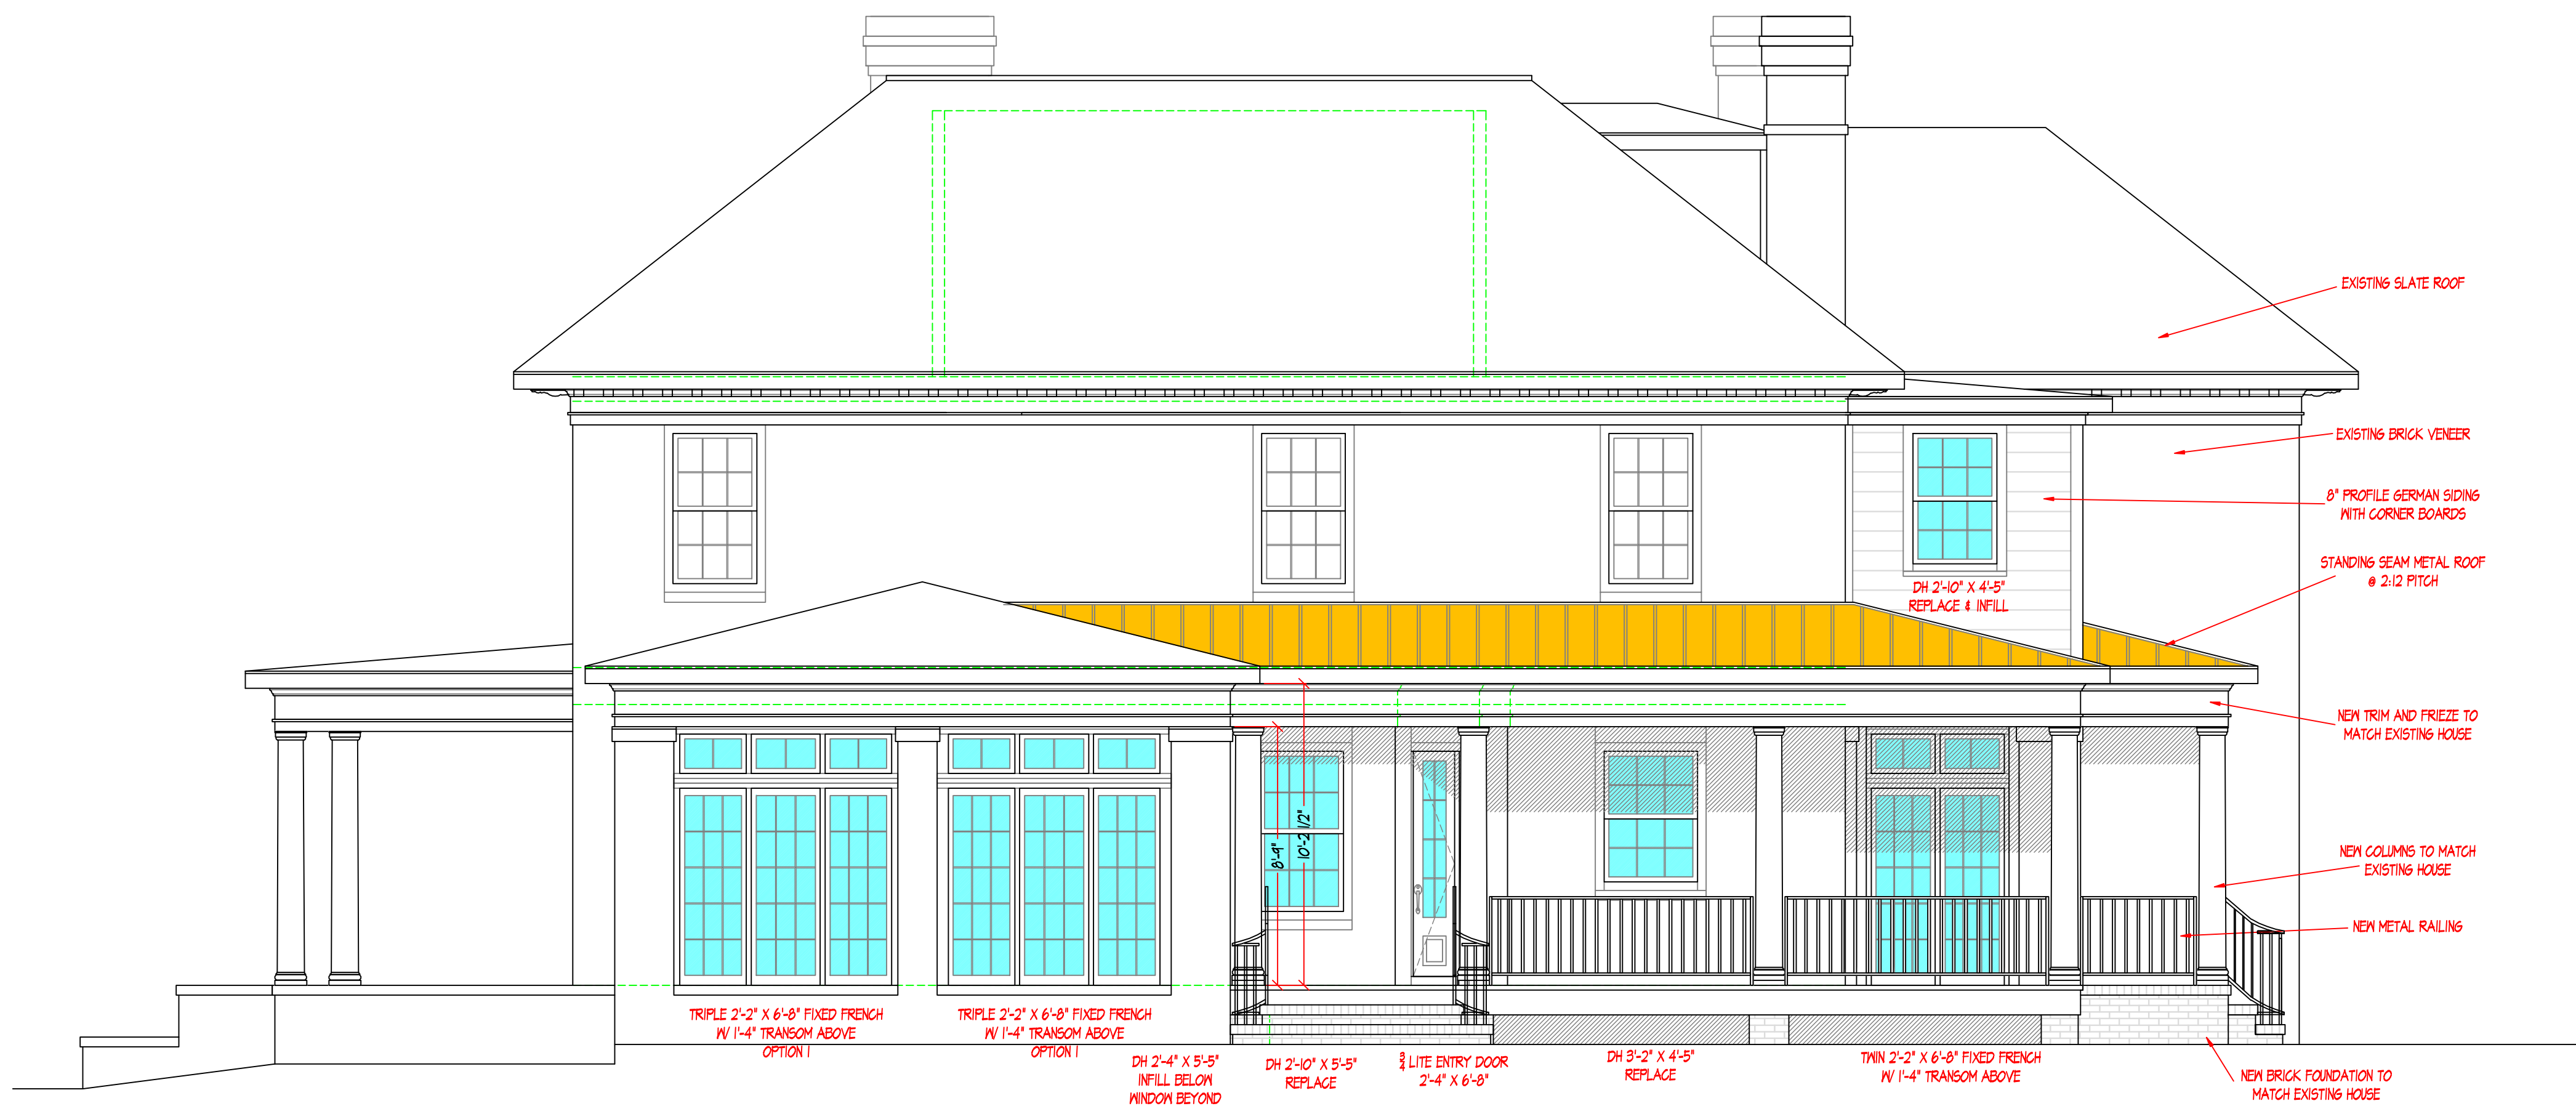 EXISTING SLATE ROOF
EXISTING BRICK VENEER
8" PROFILE GERMAN SIDING
WITH CORNER BOARDS
STANDING SEAM METAL ROOF
@ 2:12 PITCH
DH 2'-10" X 4'-5"
REPLACE & INFILL
NEW TRIM AND FRIEZE TO
MATCH EXISTING HOUSE
8'-9"
10'-2 1/2"
NEW COLUMNS TO MATCH
EXISTING HOUSE
NEW METAL RAILING
TRIPLE 2'-2" X 6'-8" FIXED FRENCH
W/ 1'-4" TRANSOM ABOVE
OPTION 1
TRIPLE 2'-2" X 6'-8" FIXED FRENCH
W/ 1'-4" TRANSOM ABOVE
OPTION 1
DH 2'-4" X 5'-5"
INFILL BELOW
WINDOW BEYOND
DH 2'-10" X 5'-5"
REPLACE
3/4 LITE ENTRY DOOR
2'-4" X 6'-8"
DH 3'-2" X 4'-5"
REPLACE
TWIN 2'-2" X 6'-8" FIXED FRENCH
W/ 1'-4" TRANSOM ABOVE
NEW BRICK FOUNDATION TO
MATCH EXISTING HOUSE